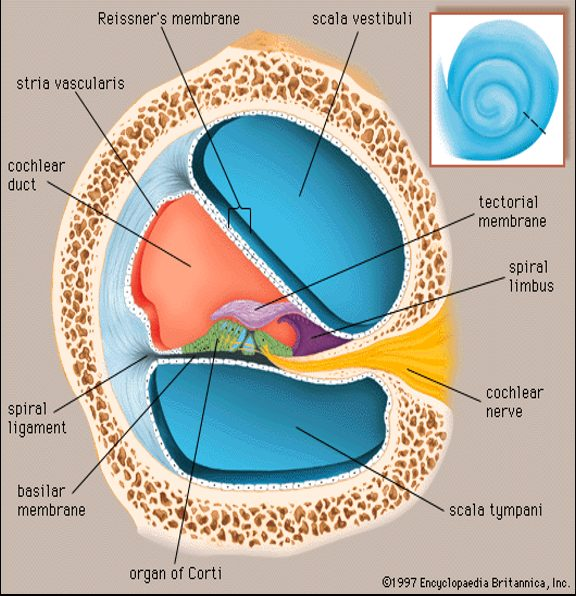 Reissner's membrane
scala vestibuli
stria vascularis
cochlear
duct
tectorial
membrane
spiral
limbus
cochlear
nerve
spiral
ligament
basilar
membrane
scala tympani
organ of Corti
©1997 Encyclopaedia Britannica, Inc.